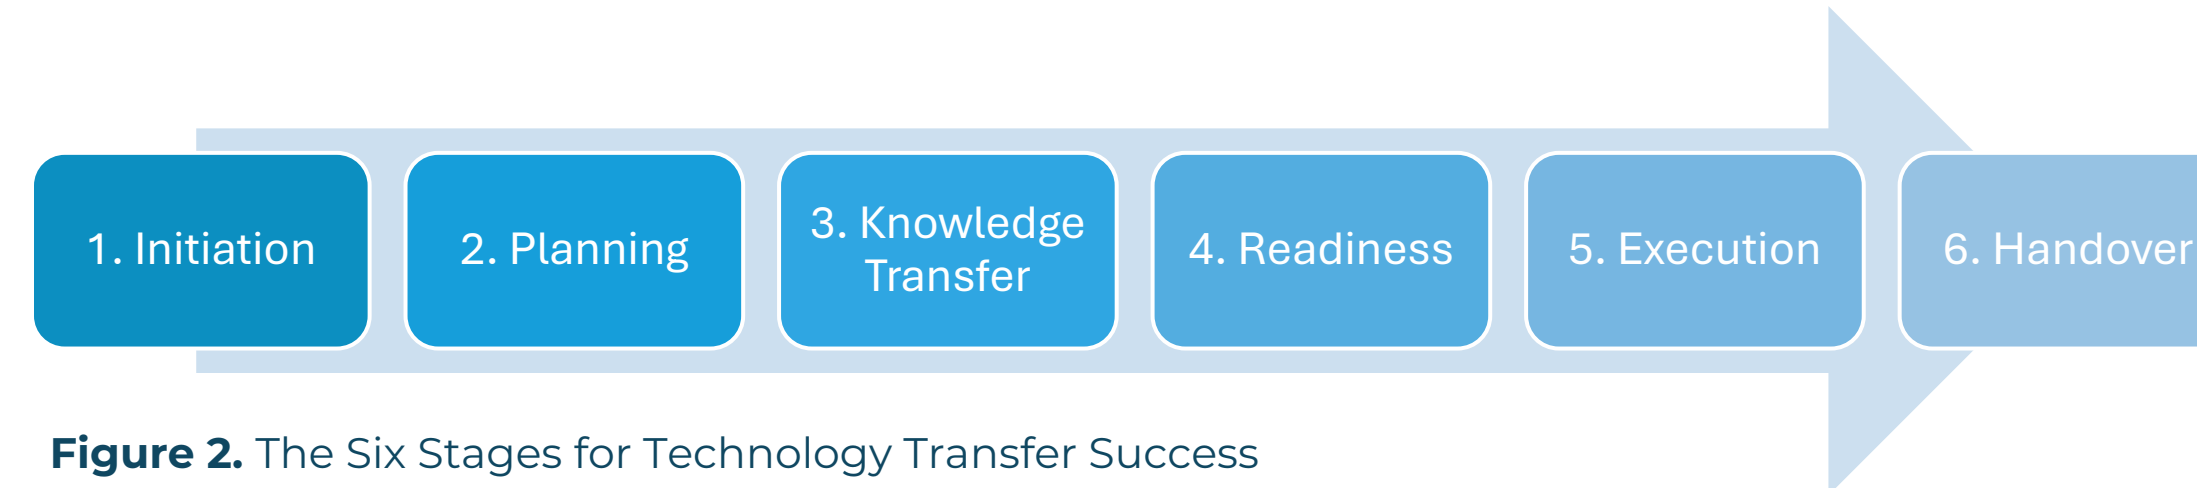 1. Initiation
2. Planning
3. Knowledge
Transfer
4. Readiness
5. Execution
6. Handover
Figure 2. The Six Stages for Technology Transfer Success